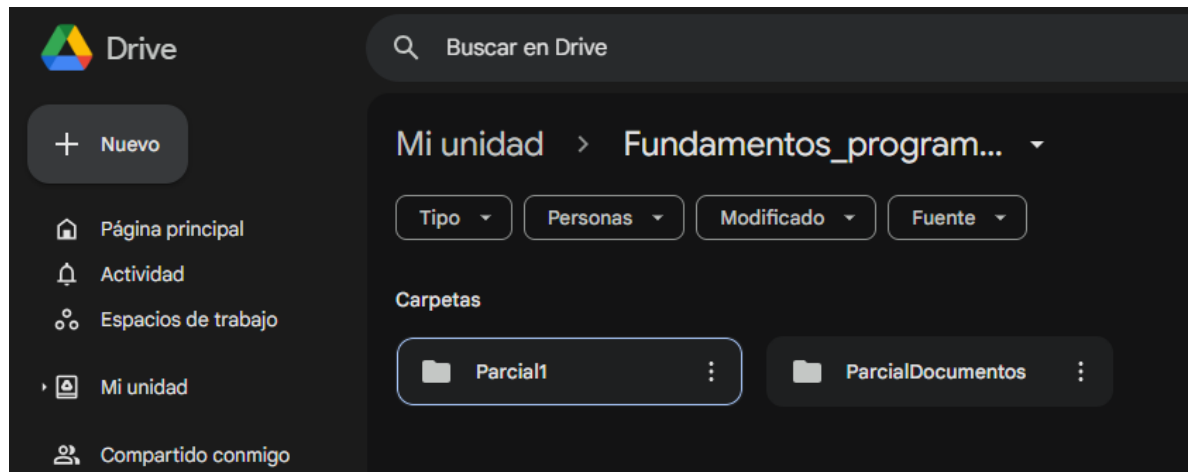 Drive
Buscar en Drive
Nuevo
Mi unidad > Fundamentos_program...
Tipo Personas Modificado Fuente
Página principal
Actividad
Espacios de trabajo
Carpetas
Parcial1 ParcialDocumentos
Mi unidad
Compartido conmigo